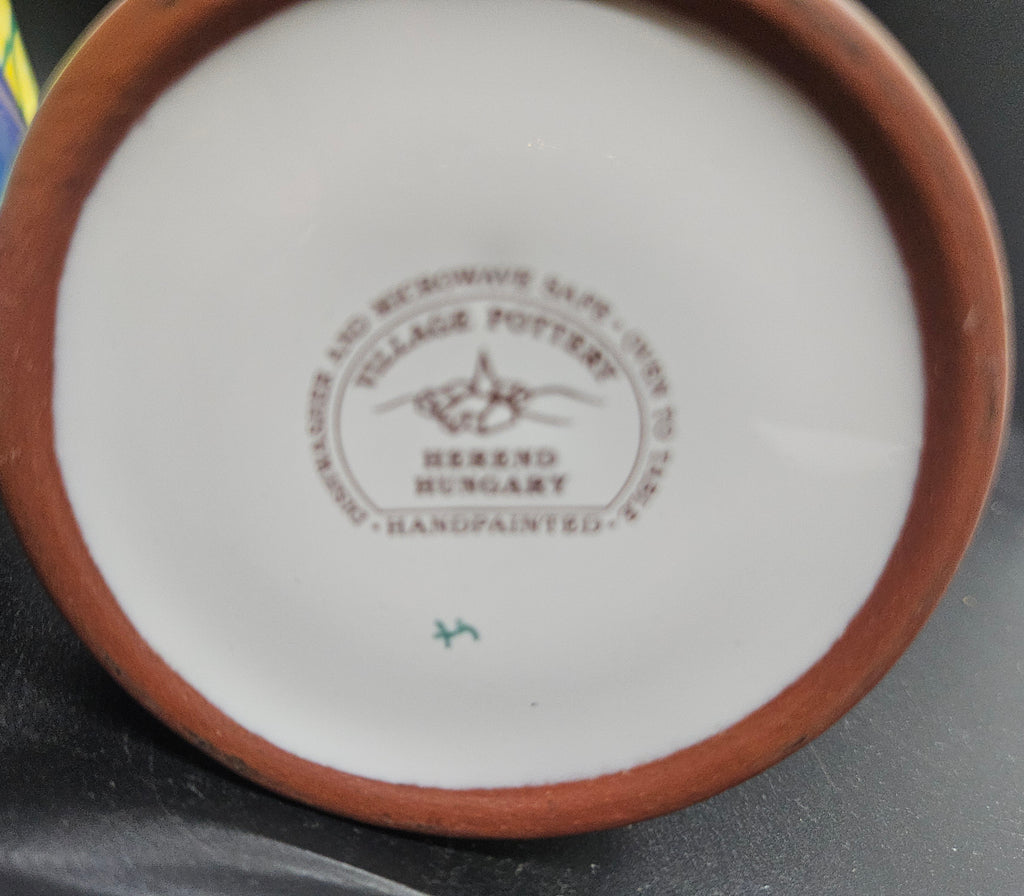 DISHWASHER AND MICROWAVE SAFE · OVEN TO TABLE
VILLAGE POTTERY
HEREND
HUNGARY
· HANDPAINTED ·